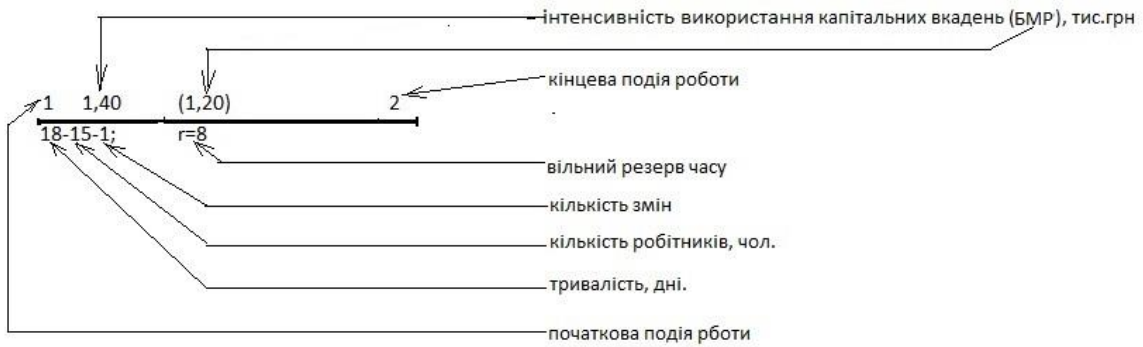 інтенсивність використання капітальних вкадень (БМР), тис.грн
кінцева подія роботи
1 1,40 (1,20) 2
18-15-1; r=8
вільний резерв часу
кількість змін
кількість робітників, чол.
тривалість, дні.
початкова подія рботи